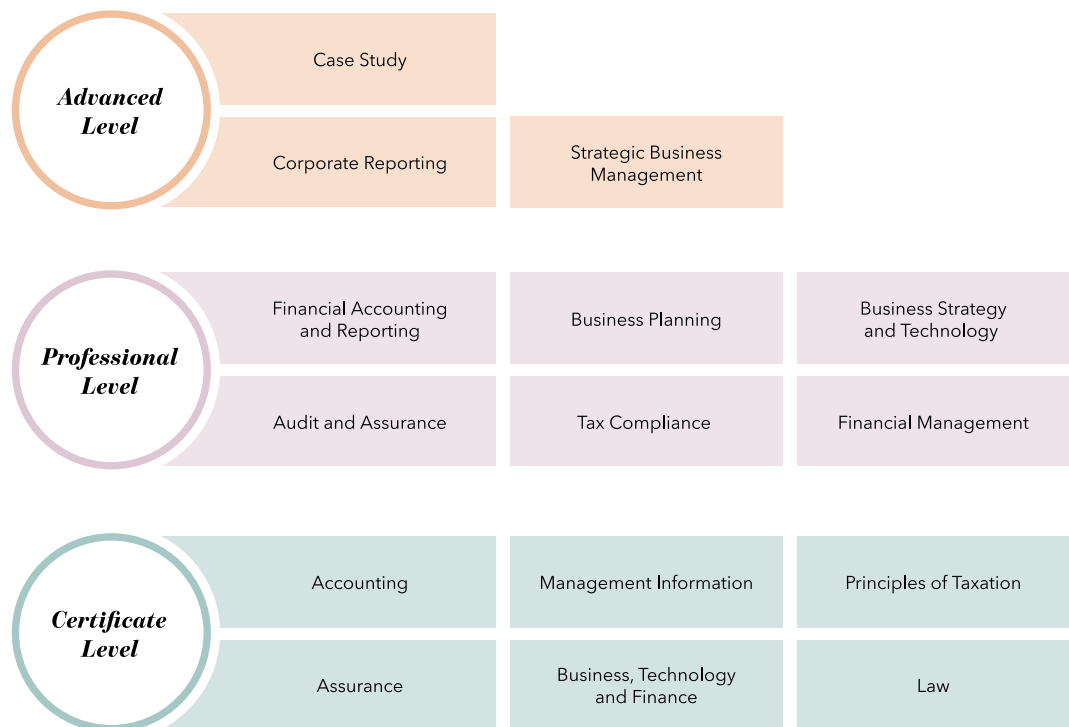 Advanced
Level
Case Study
Corporate Reporting
Strategic Business
Management
Professional
Level
Financial Accounting
and Reporting
Business Planning
Business Strategy
and Technology
Audit and Assurance
Tax Compliance
Financial Management
Certificate
Level
Accounting
Management Information
Principles of Taxation
Assurance
Business, Technology
and Finance
Law